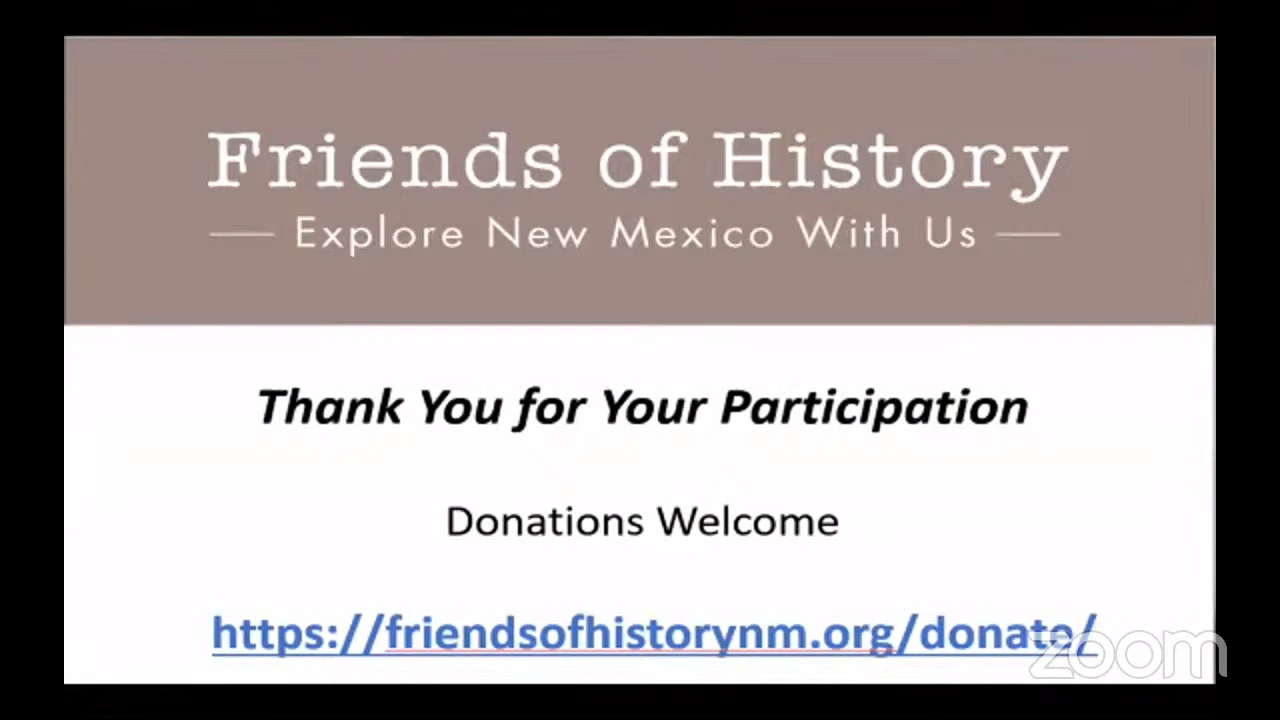 Friends of History
Explore New Mexico With Us
Thank You for Your Participation
Donations Welcome
https://friendsofhistorynm.org/donate/
zoom